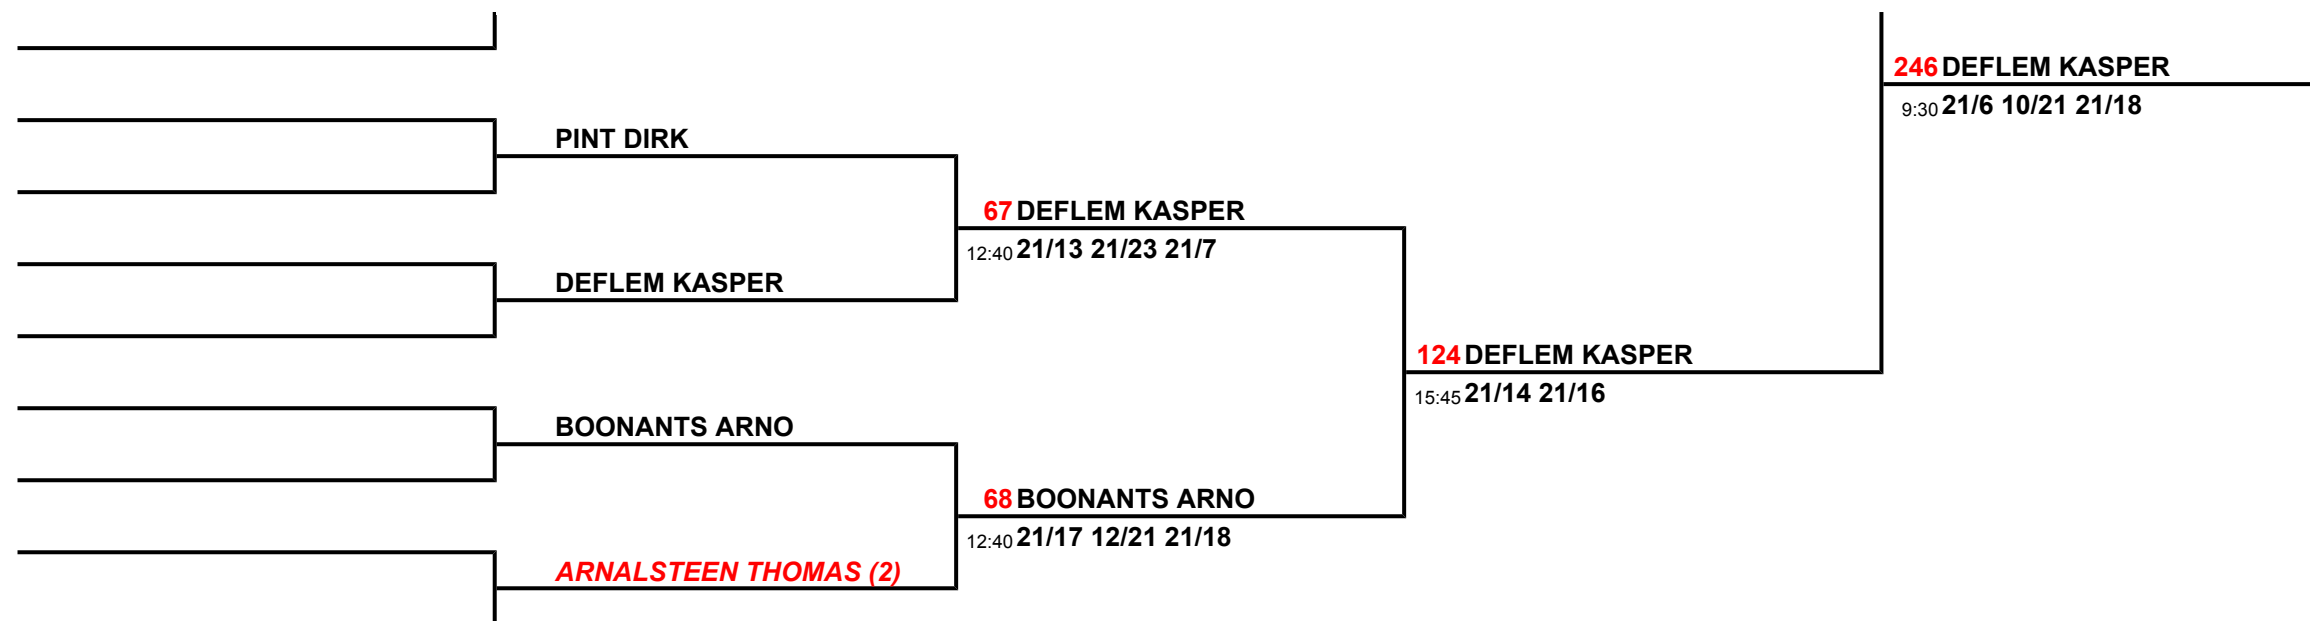 246 DEFLEM KASPER
9:30 21/6 10/21 21/18
PINT DIRK
67 DEFLEM KASPER
12:40 21/13 21/23 21/7
DEFLEM KASPER
124 DEFLEM KASPER
15:45 21/14 21/16
BOONANTS ARNO
68 BOONANTS ARNO
12:40 21/17 12/21 21/18
ARNALSTEEN THOMAS (2)